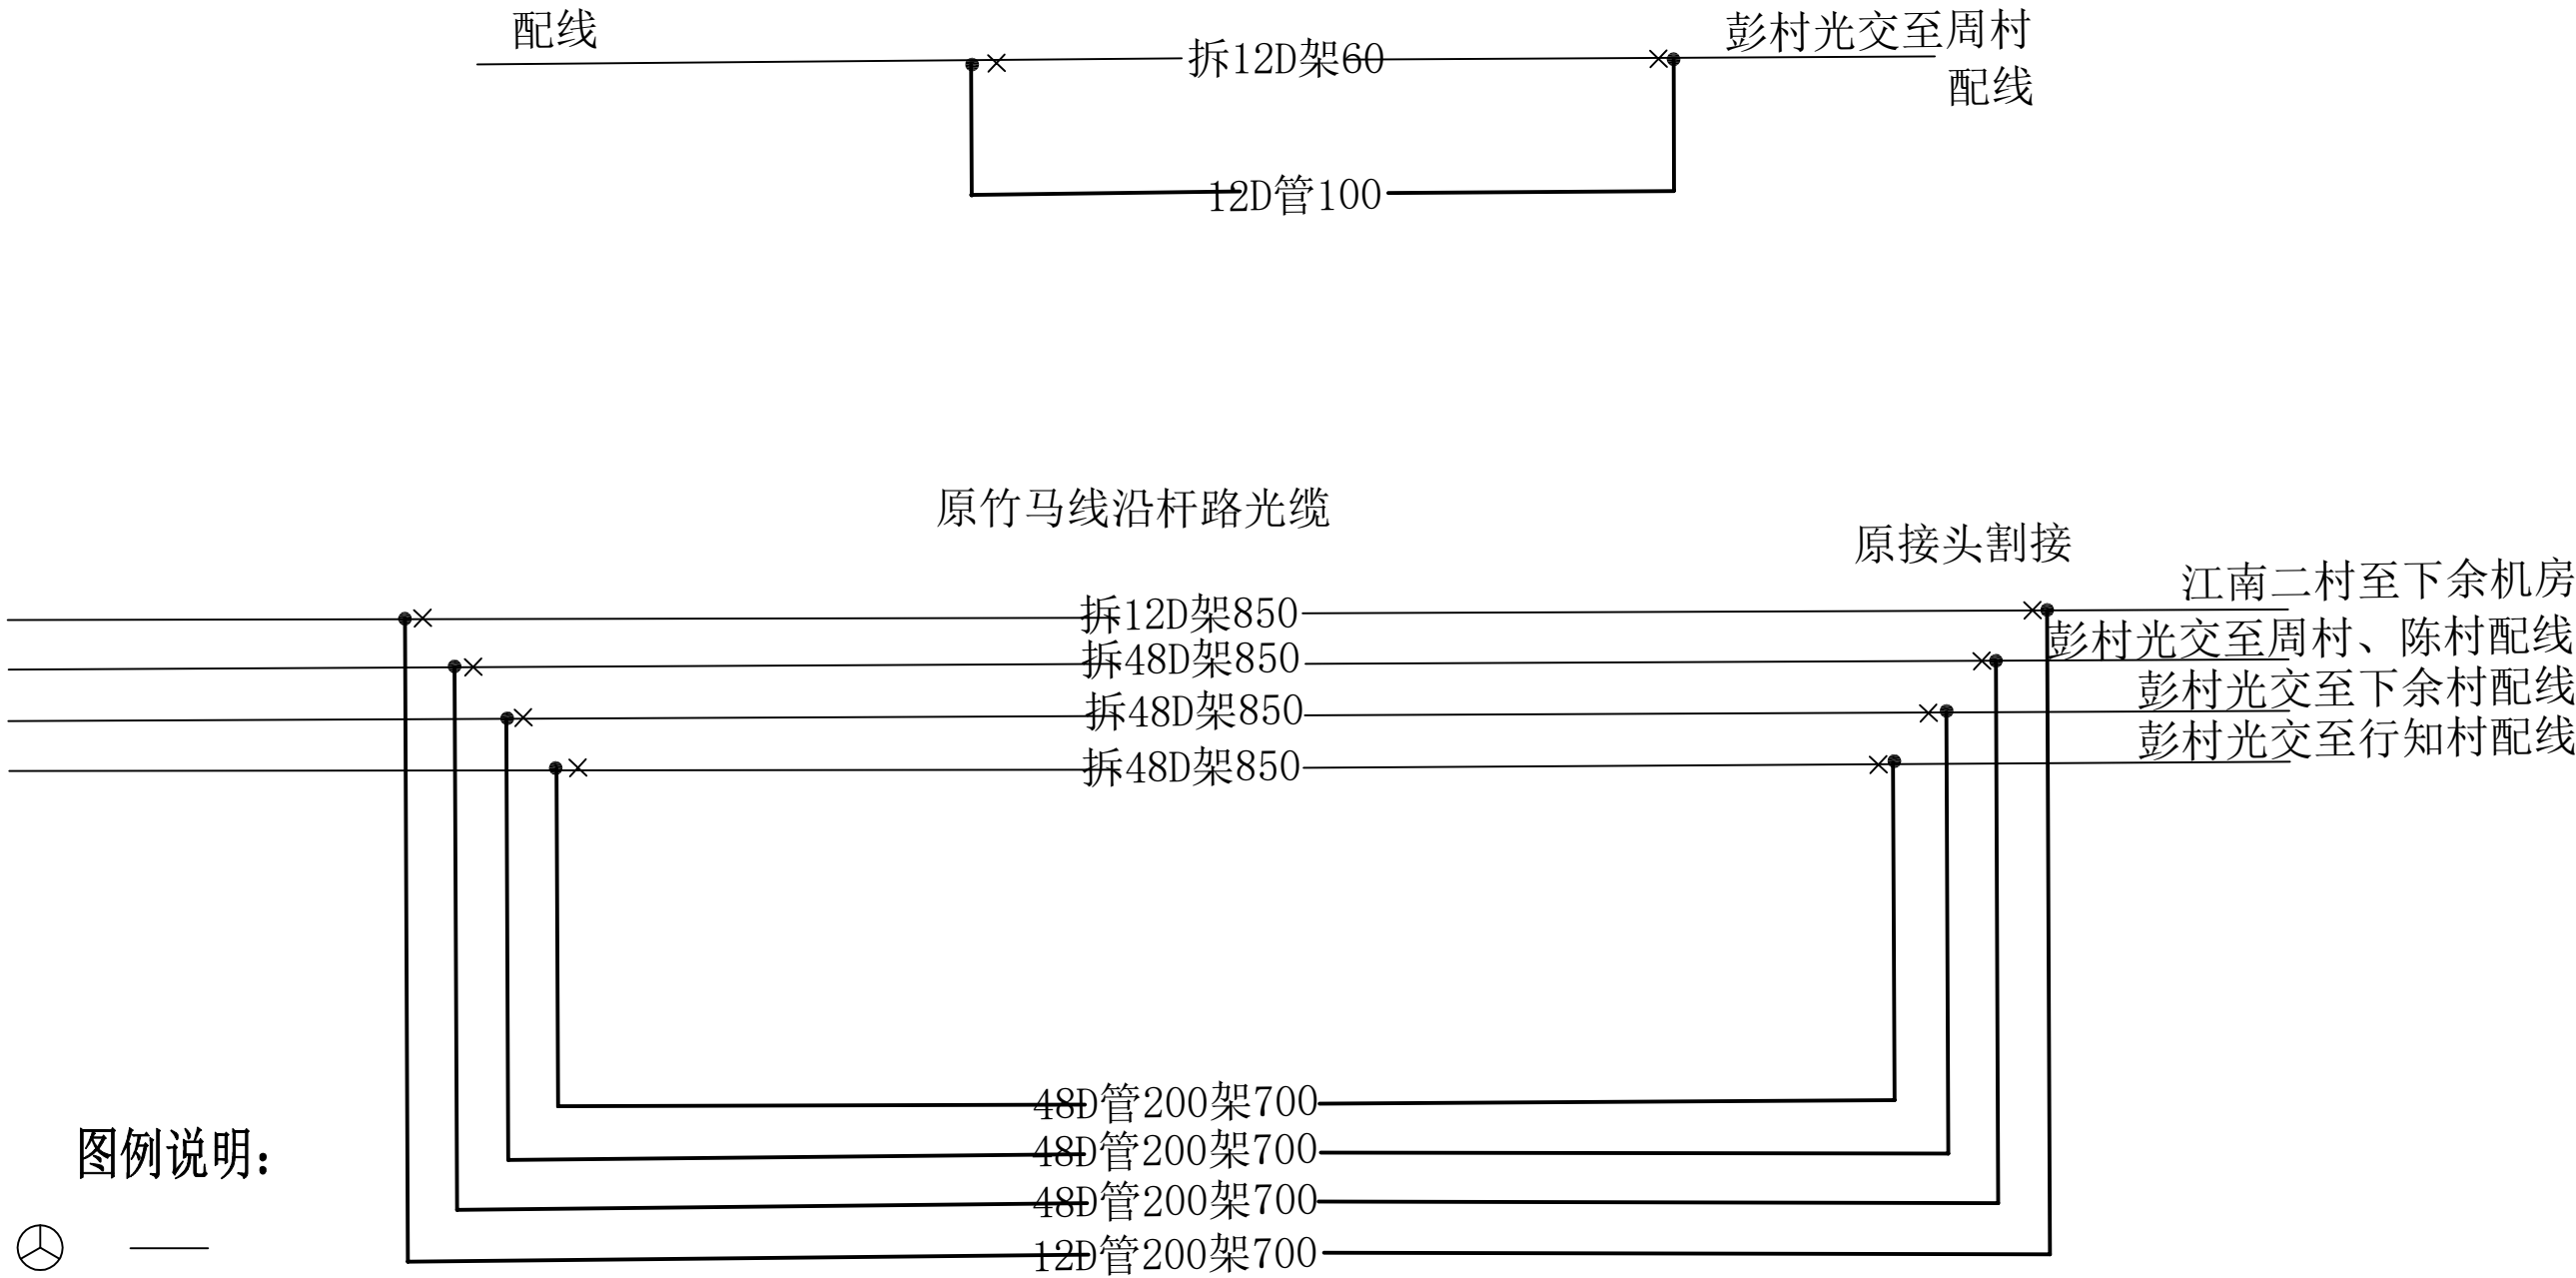 配线
彭村光交至周村
拆12D架60
配线
12D管100
原竹马线沿杆路光缆
原接头割接
江南二村至下余机房
拆12D架850
彭村光交至周村、陈村配线
拆48D架850
彭村光交至下余村配线
拆48D架850
彭村光交至行知村配线
拆48D架850
48D管200架700
图例说明:
48D管200架700
48D管200架700
12D管200架700